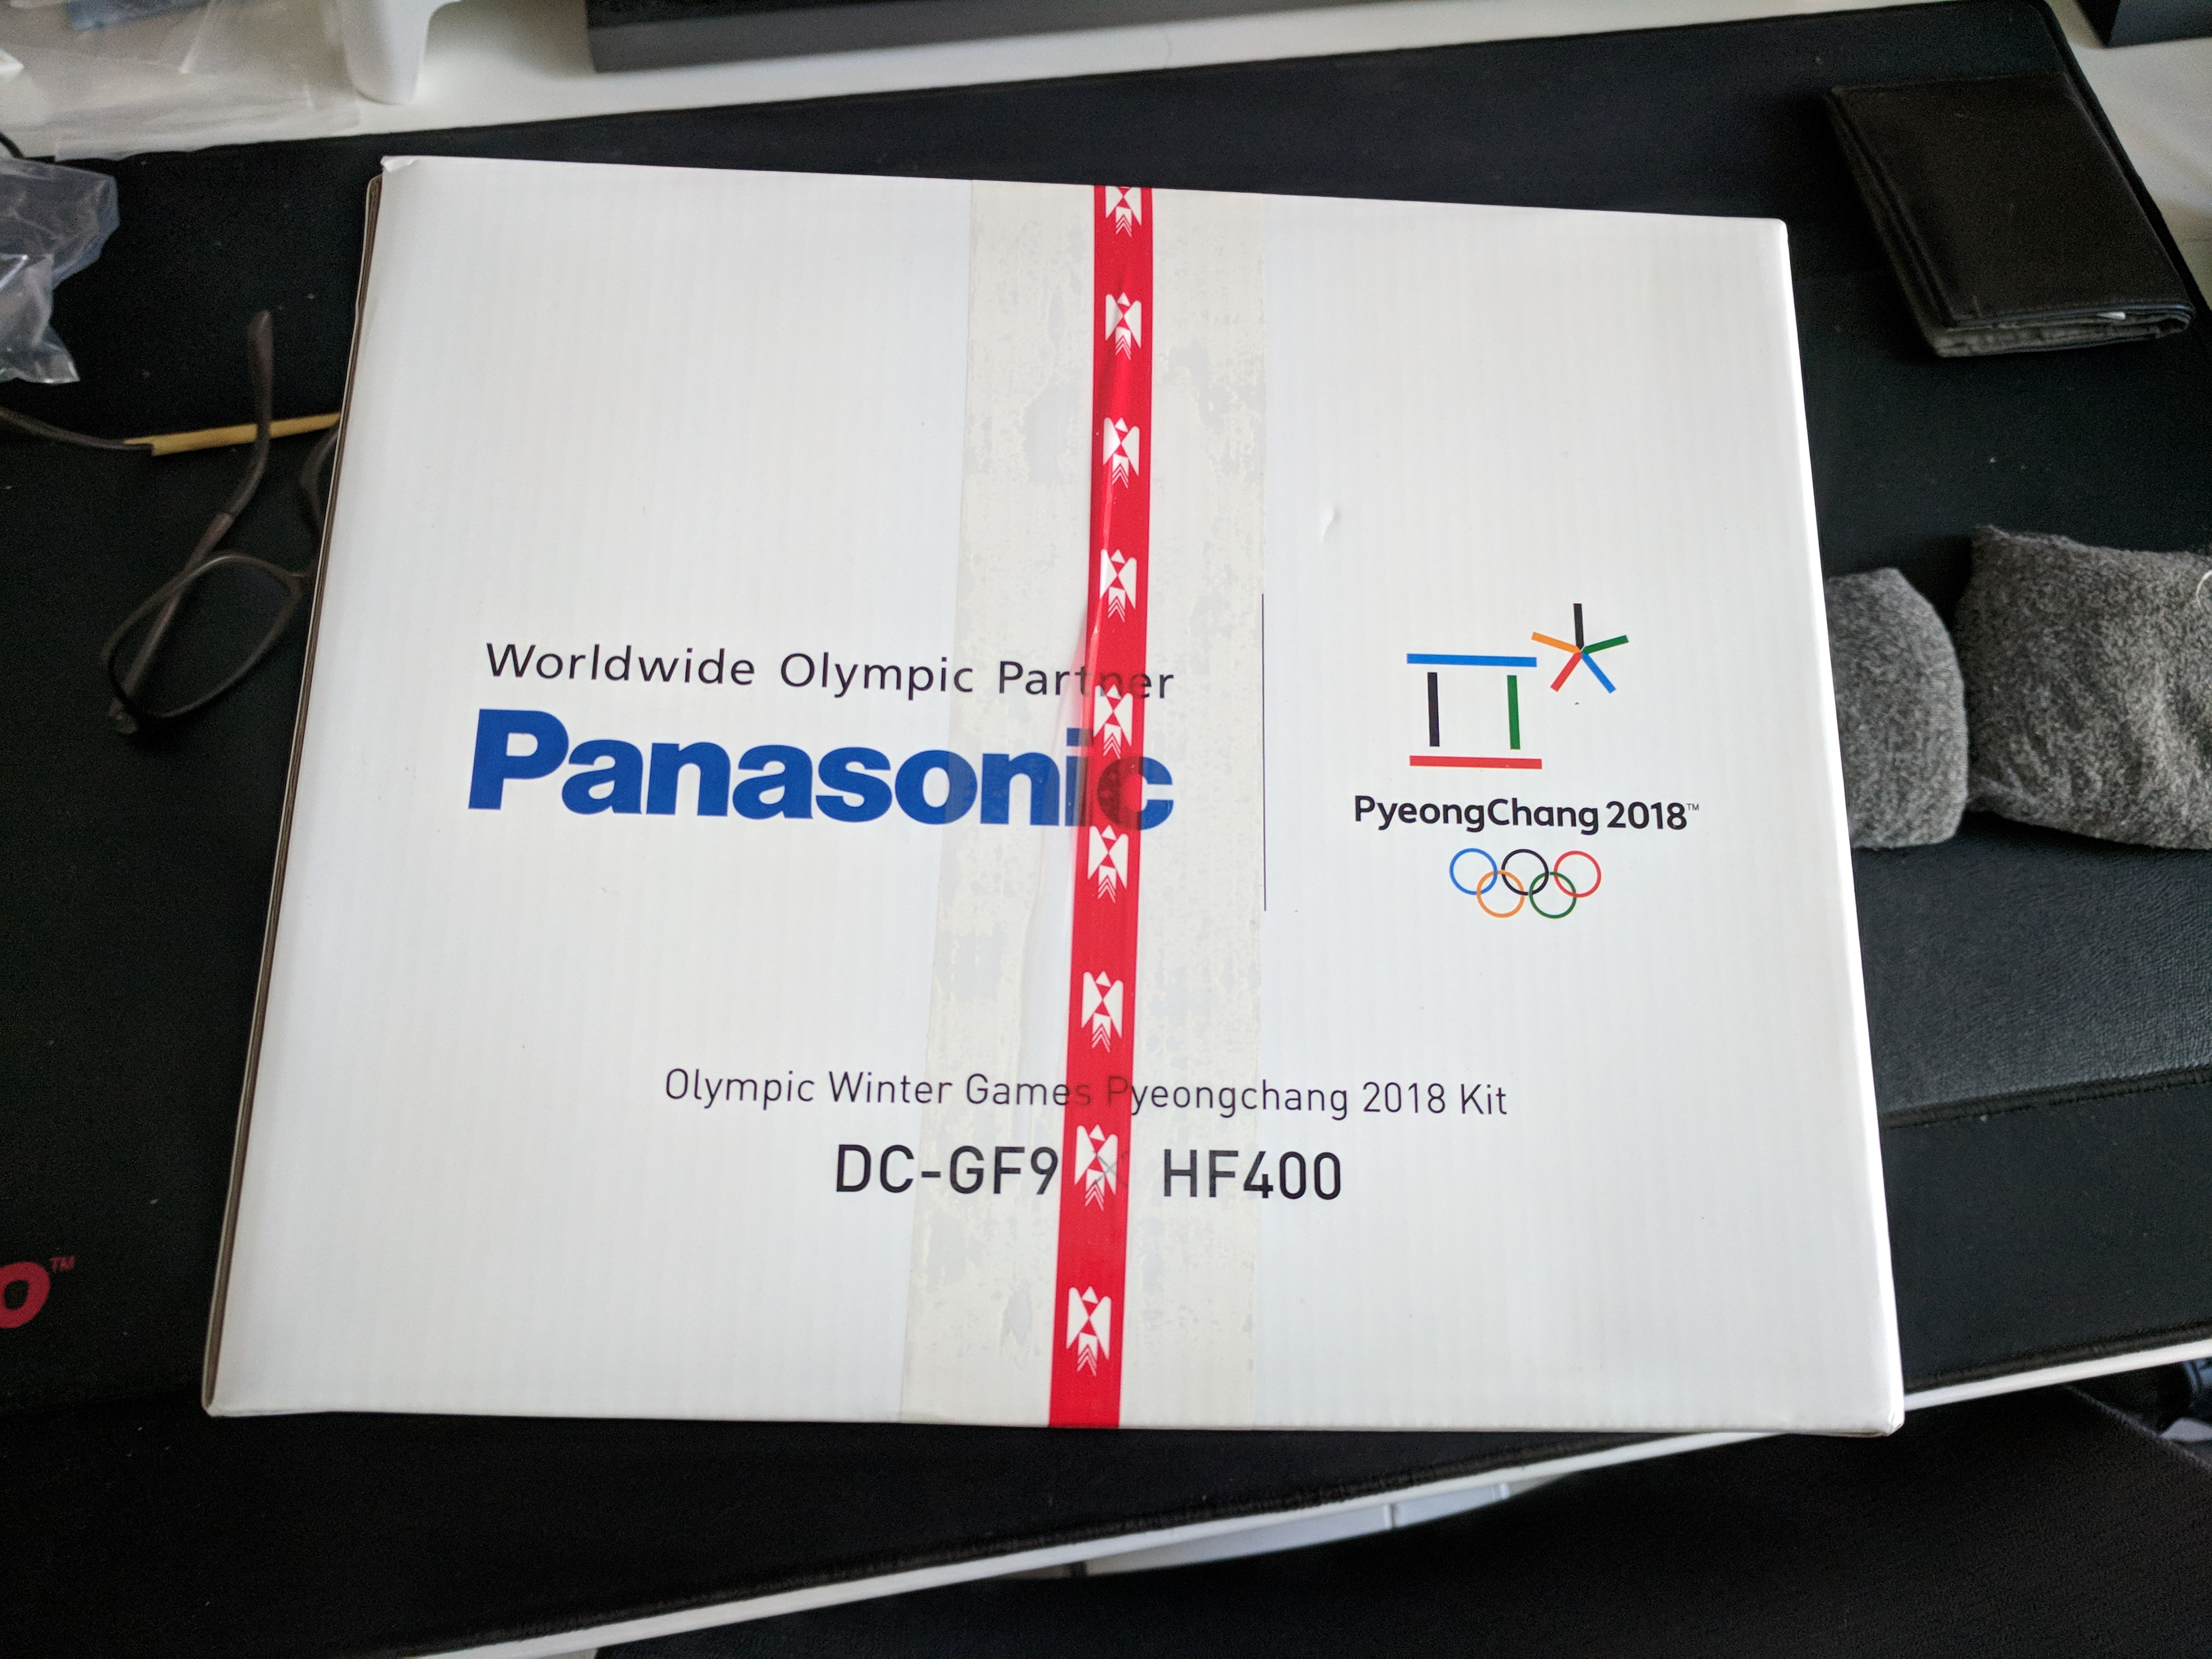 Worldwide Olympic Partner
Panasonic
PyeongChang 2018™
Olympic Winter Games Pyeongchang 2018 Kit
DC-GF9 × HF400